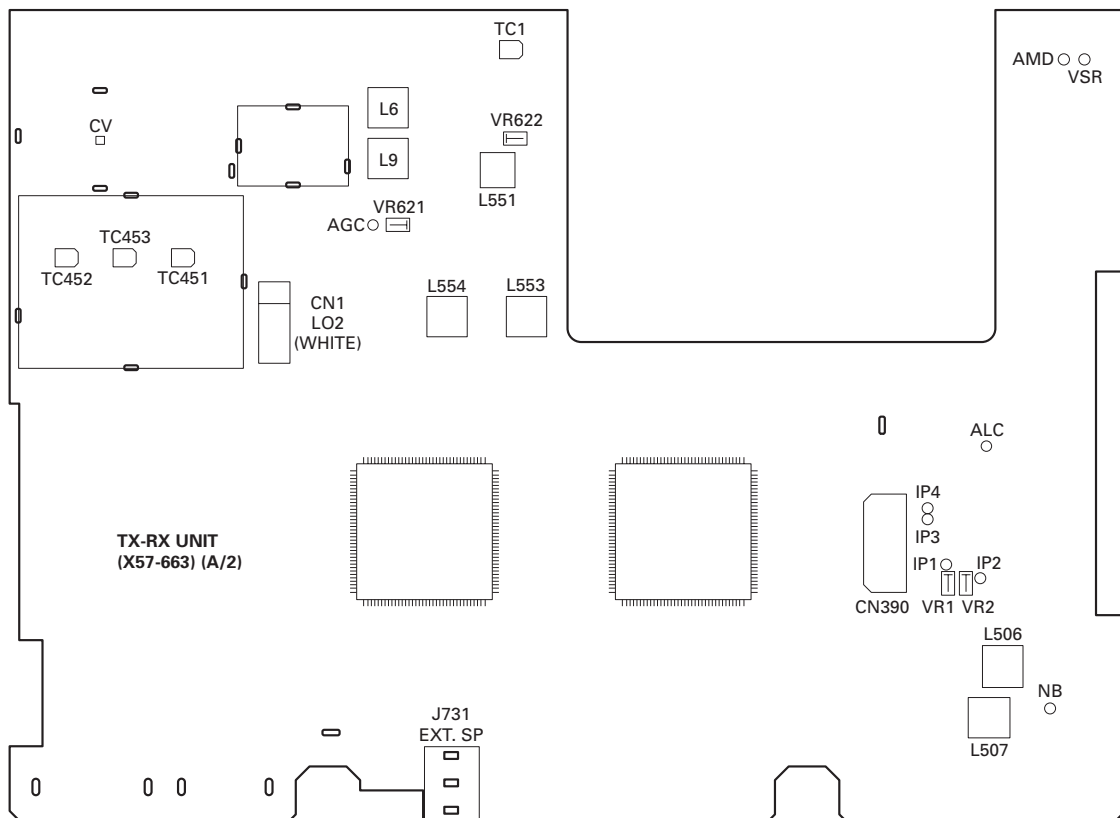 TC1
AMD
VSR
L6
CV
VR622
L9
L551
VR621
AGC
TC453
TC452
TC451
L554
L553
CN1
LO2
(WHITE)
ALC
IP4
IP3
TX-RX UNIT
(X57-663) (A/2)
IP1
IP2
CN390
VR1
VR2
L506
NB
J731
EXT. SP
L507